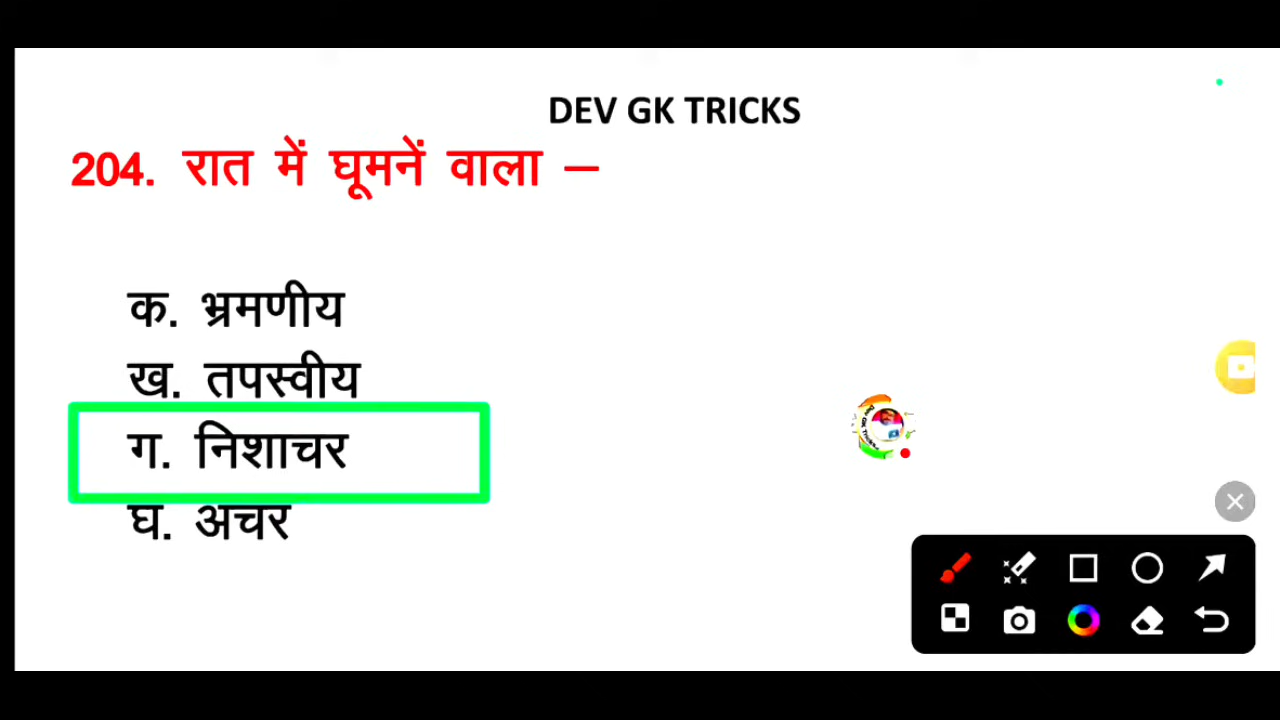 DEV GK TRICKS
204. रात में घूमनें वाला –
क. भ्रमणीय
ख. तपस्वीय
ग. निशाचर
घ. अचर